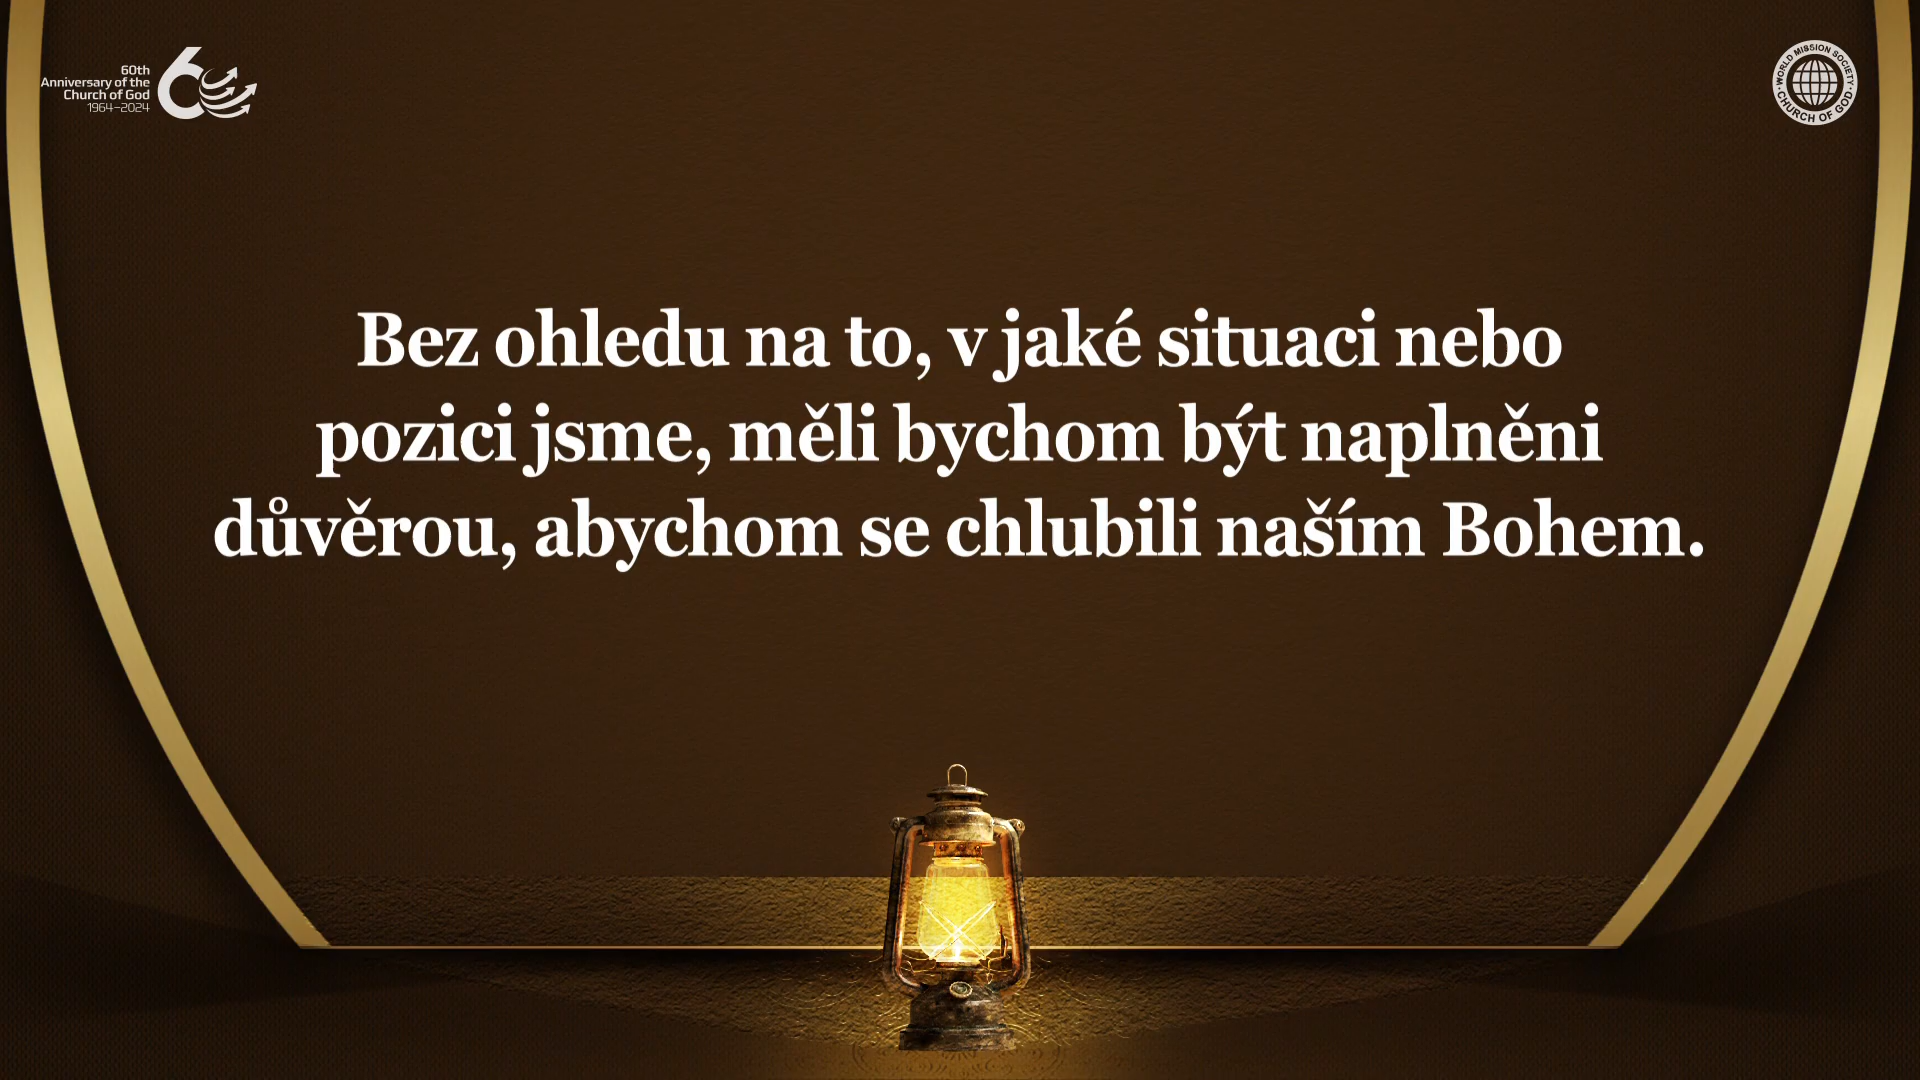 60th
Anniversary of the
Church of God
1964–2024
WORLD MISSION SOCIETY
CHURCH OF GOD
Bez ohledu na to, v jaké situaci nebo
pozici jsme, měli bychom být naplněni
důvěrou, abychom se chlubili naším Bohem.